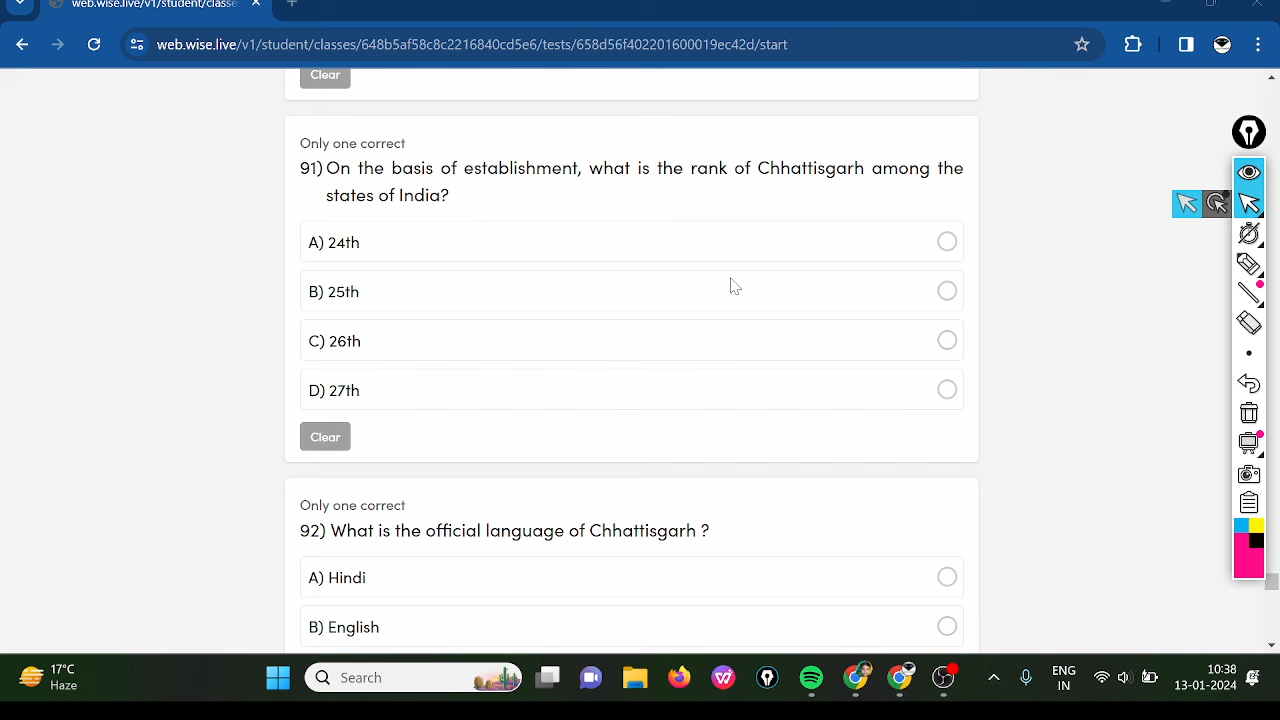 web.wise.live/v1/student/classe
web.wise.live/v1/student/classes/648b5af58c8c2216840cd5e6/tests/658d56f402201600019ec42d/start
Clear
Only one correct
91) On the basis of establishment, what is the rank of Chhattisgarh among the
states of India?
A) 24th
B) 25th
C) 26th
D) 27th
Clear
Only one correct
92) What is the official language of Chhattisgarh ?
A) Hindi
B) English
17°C
Haze
Search
ENG
IN
10:38
13-01-2024